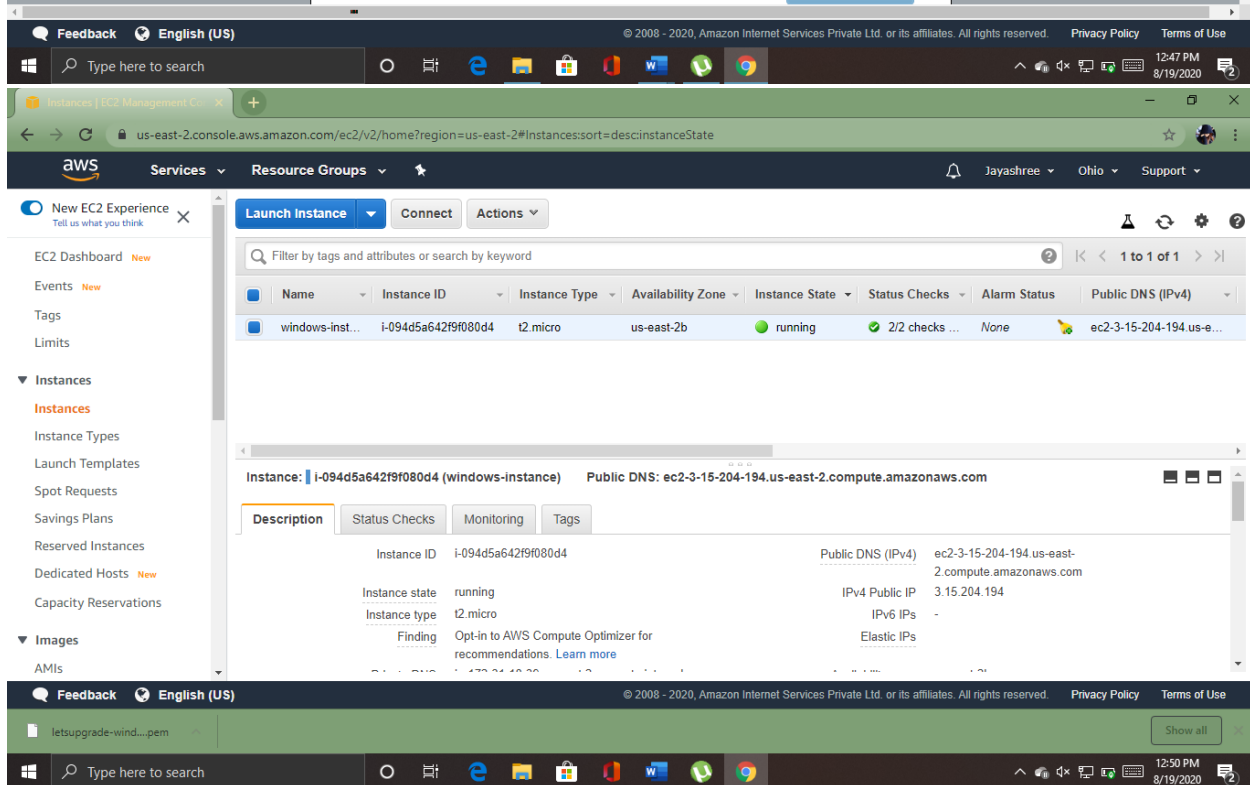 Feedback English (US) © 2008 - 2020, Amazon Internet Services Private Ltd. or its affiliates. All rights reserved. Privacy Policy Terms of Use
Type here to search 12:47 PM
8/19/2020 2
Instances | EC2 Management Co
us-east-2.console.aws.amazon.com/ec2/v2/home?region=us-east-2#Instances:sort=desc:instanceState
aws Services Resource Groups Jayashree Ohio Support
New EC2 Experience
Tell us what you think
Launch Instance Connect Actions
EC2 Dashboard New
Events New
Tags
Limits
Instances
Instances
Instance Types
Launch Templates
Spot Requests
Savings Plans
Reserved Instances
Dedicated Hosts New
Capacity Reservations
Images
AMIs
Filter by tags and attributes or search by keyword 1 to 1 of 1
Name Instance ID Instance Type Availability Zone Instance State Status Checks Alarm Status Public DNS (IPv4)
windows-inst... i-094d5a642f9f080d4 t2.micro us-east-2b running 2/2 checks ... None ec2-3-15-204-194.us-e...
Instance: i-094d5a642f9f080d4 (windows-instance) Public DNS: ec2-3-15-204-194.us-east-2.compute.amazonaws.com
Description Status Checks Monitoring Tags
Instance ID i-094d5a642f9f080d4 Public DNS (IPv4) ec2-3-15-204-194.us-east-
2.compute.amazonaws.com
Instance state running IPv4 Public IP 3.15.204.194
Instance type t2.micro IPv6 IPs -
Finding Opt-in to AWS Compute Optimizer for Elastic IPs
recommendations. Learn more
Feedback English (US) © 2008 - 2020, Amazon Internet Services Private Ltd. or its affiliates. All rights reserved. Privacy Policy Terms of Use
letsupgrade-wind....pem Show all
Type here to search 12:50 PM
8/19/2020 2